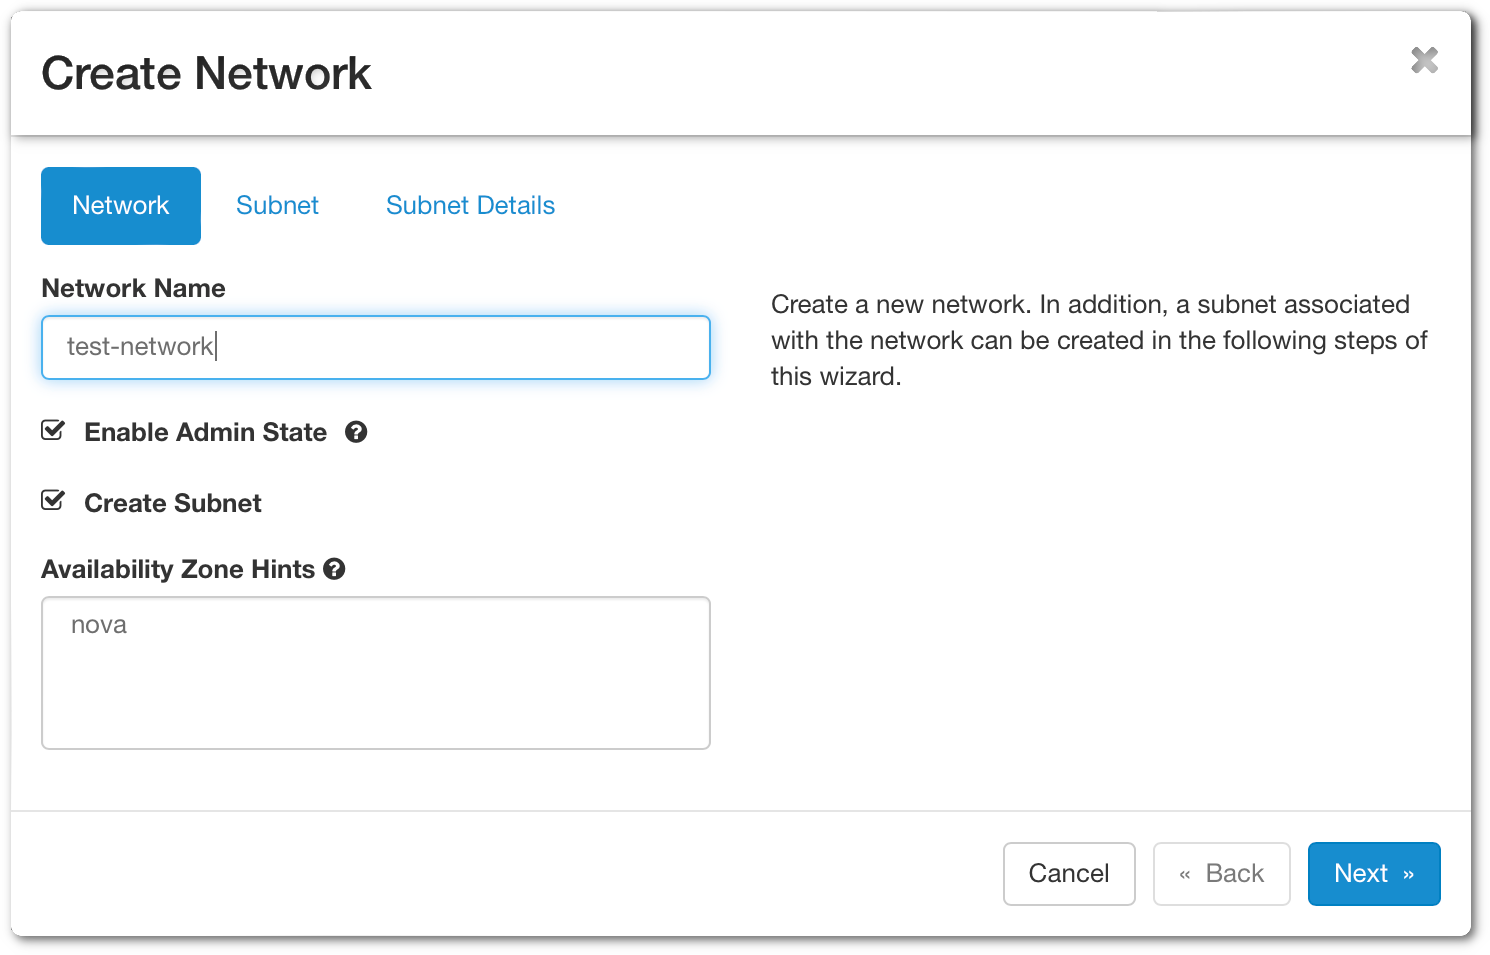 Create Network
Network
Subnet
Subnet Details
Network Name
test-network
Enable Admin State
Create Subnet
Availability Zone Hints
nova
Create a new network. In addition, a subnet associated
with the network can be created in the following steps of
this wizard.
Cancel
« Back
Next »